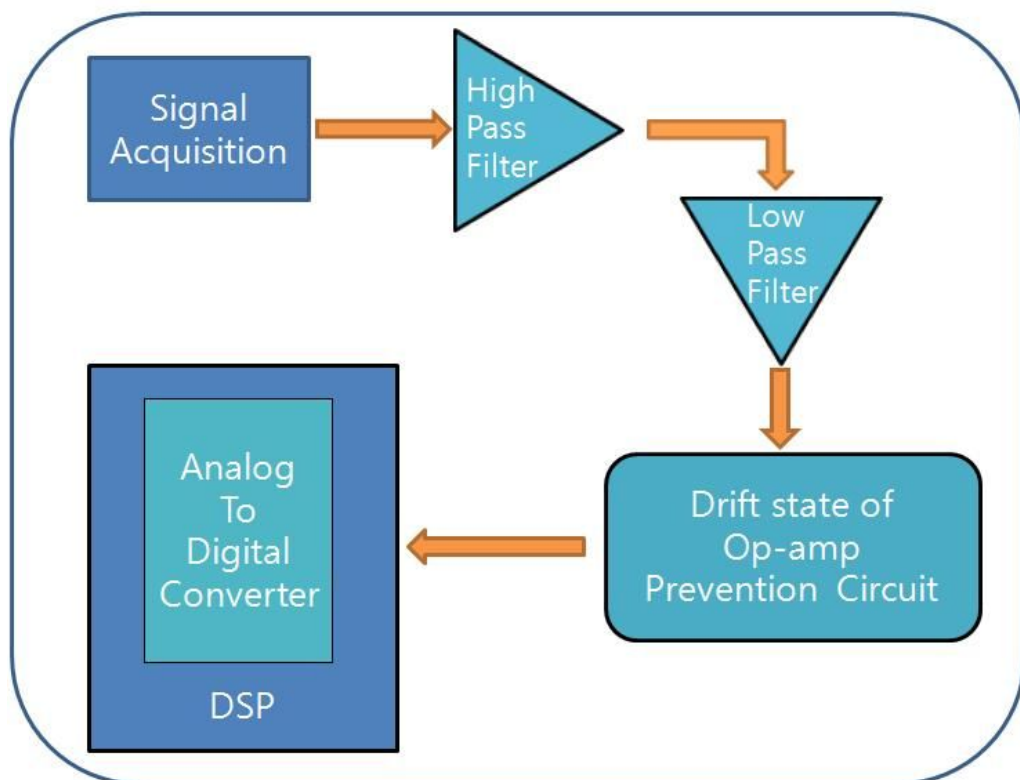 Signal
Acquisition
High
Pass
Filter
Low
Pass
Filter
Drift state of
Op-amp
Prevention Circuit
Analog
To
Digital
Converter
DSP